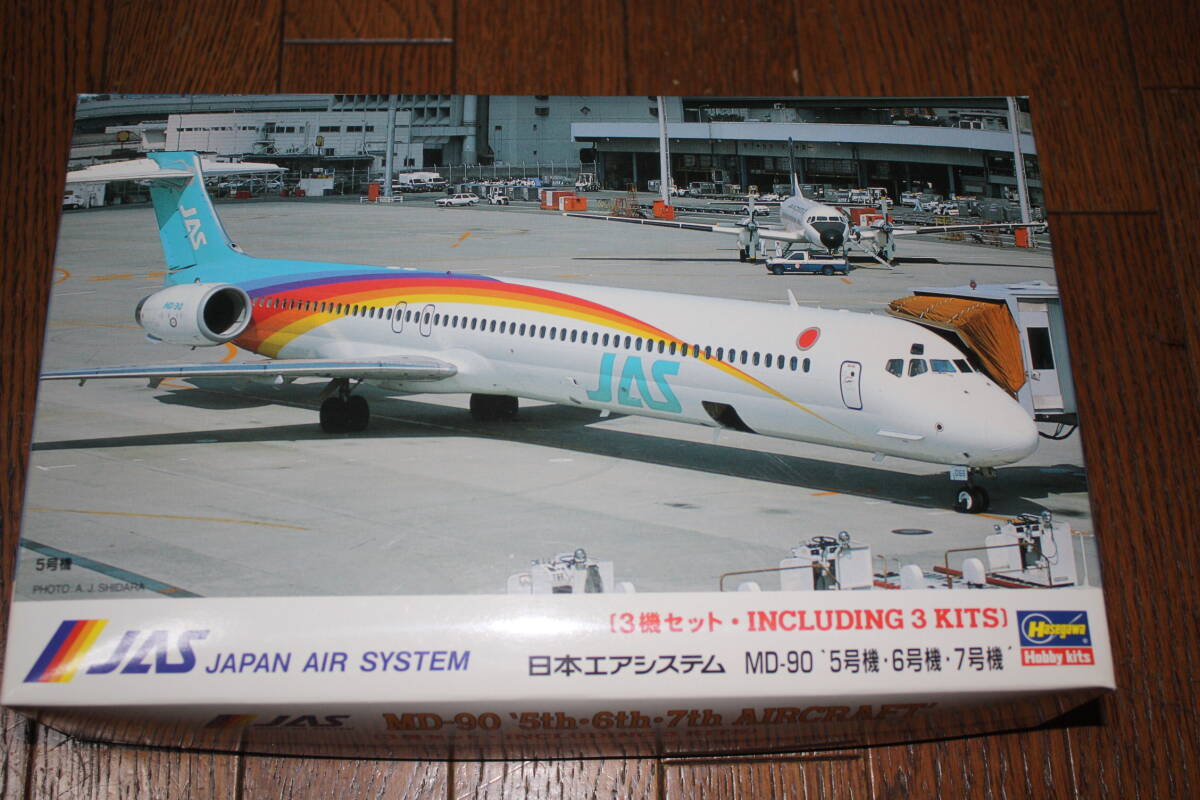 JAS
MD-90
JAS
5号機
PHOTO: A. J. SHIDARA
〔3機セット・INCLUDING 3 KITS〕
JAS JAPAN AIR SYSTEM
日本エアシステム MD-90 '5号機・6号機・7号機'
Hasegawa
Hobby kits
JAS MD-90 '5th・6th・7th AIRCRAFT'